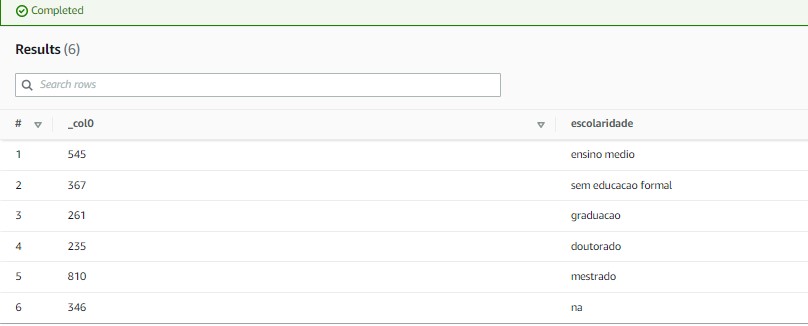 Completed
Results (6)
Search rows
# _col0 escolaridade
1 545 ensino medio
2 367 sem educacao formal
3 261 graduacao
4 235 doutorado
5 810 mestrado
6 346 na